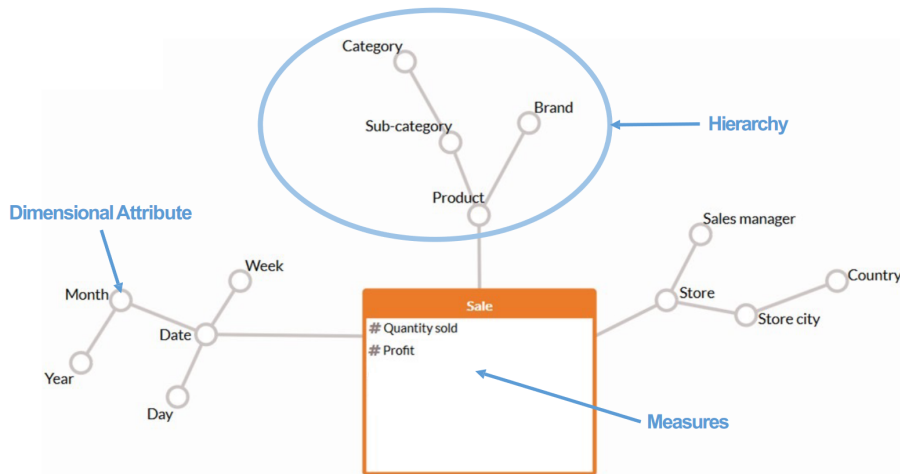 Category
Brand
Sub-category
Hierarchy
Product
Dimensional Attribute
Sales manager
Week
Country
Month
Store
Sale
Store city
# Quantity sold
Date
# Profit
Year
Day
Measures